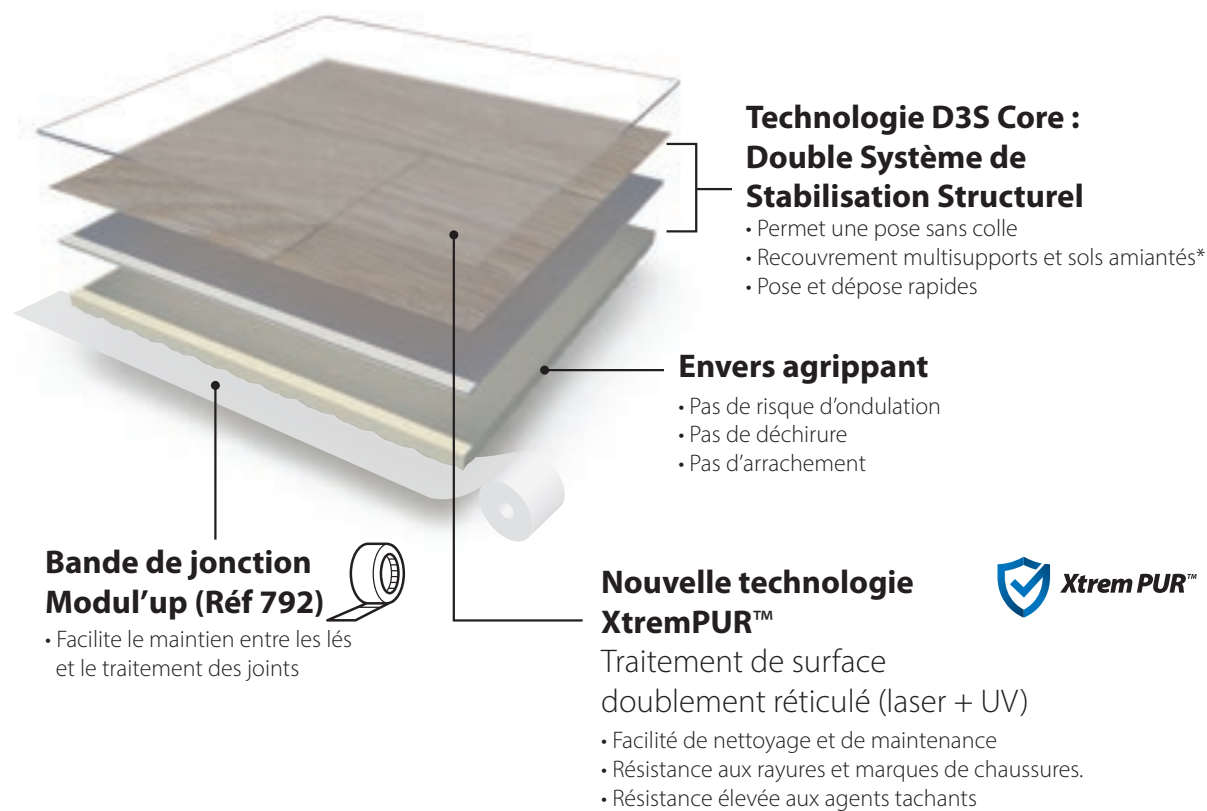 Technologie D3S Core :
Double Système de
Stabilisation Structurel
• Permet une pose sans colle
• Recouvrement multisupports et sols amiantés*
• Pose et dépose rapides
Envers agrippant
• Pas de risque d’ondulation
• Pas de déchirure
• Pas d’arrachement
Bande de jonction
Modul’up (Réf 792)
• Facilite le maintien entre les lés
et le traitement des joints
Nouvelle technologie
XtremPUR™
Xtrem PUR™
Traitement de surface
doublement réticulé (laser + UV)
• Facilité de nettoyage et de maintenance
• Résistance aux rayures et marques de chaussures.
• Résistance élevée aux agents tachants